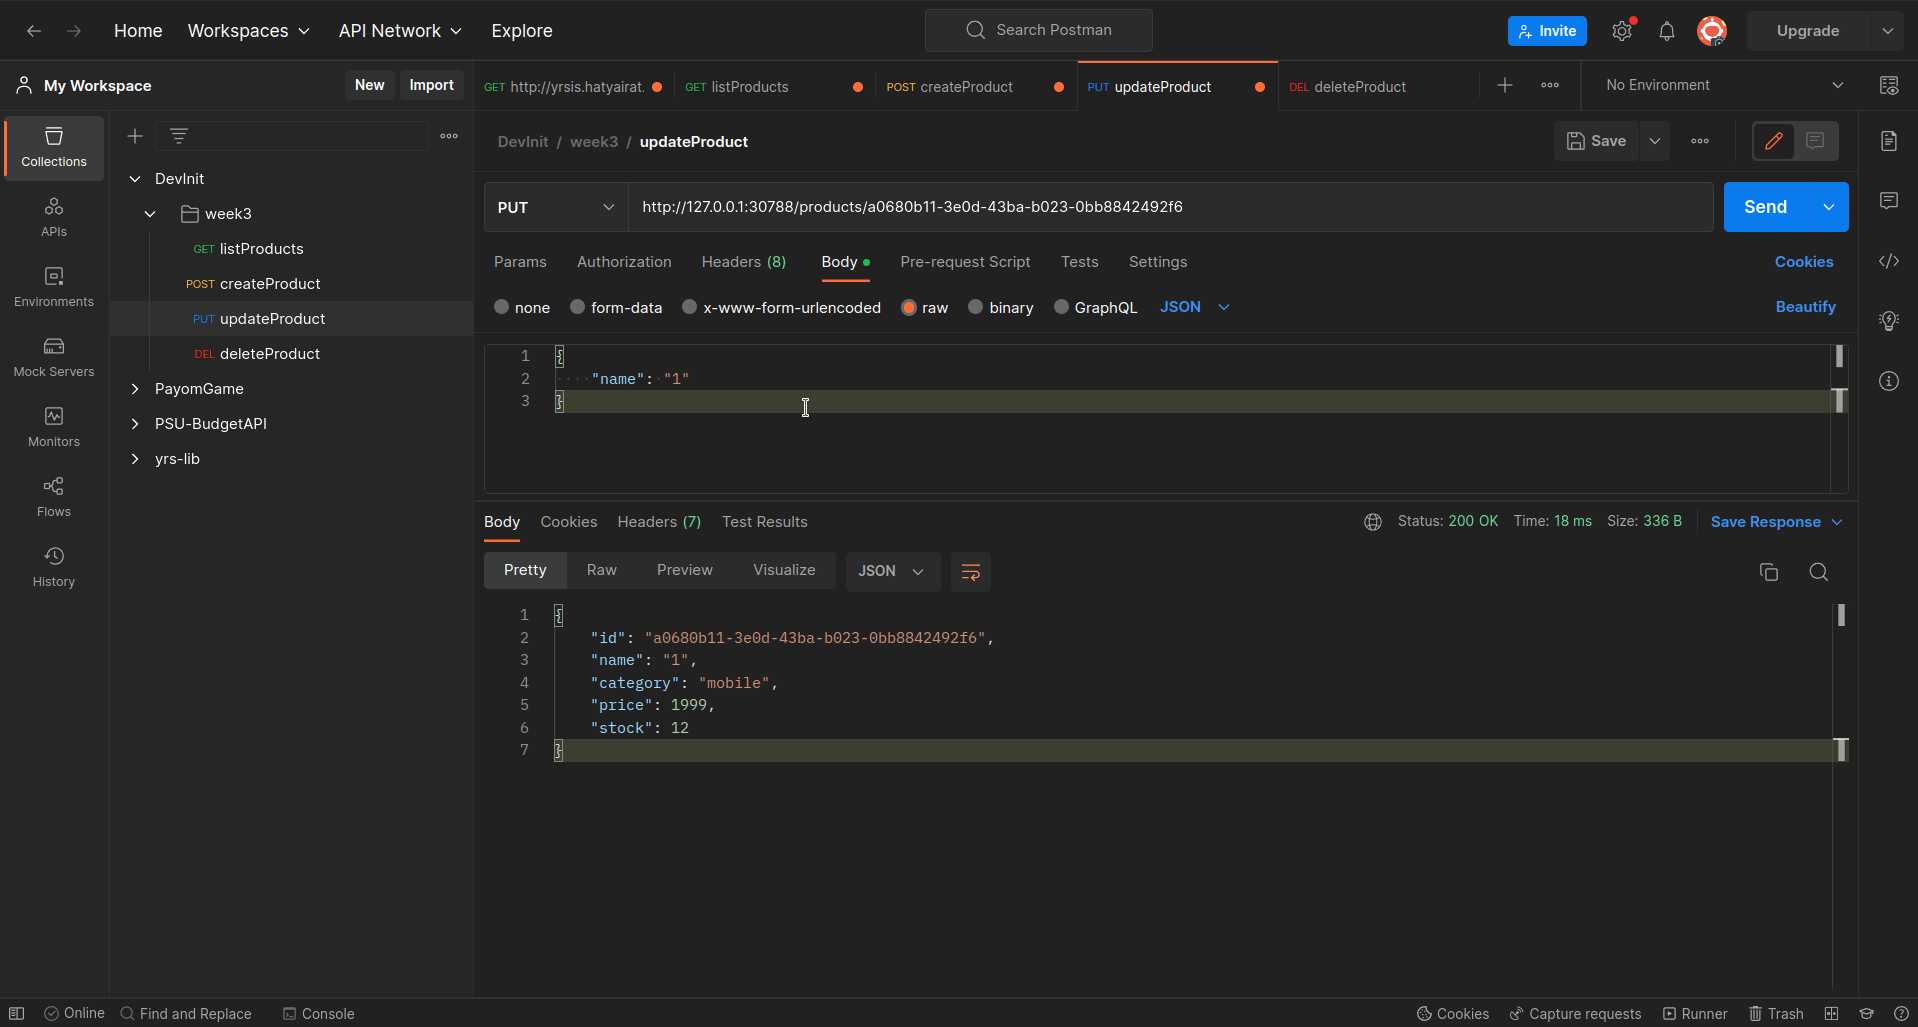 Home Workspaces API Network Explore Search Postman Invite Upgrade
My Workspace New Import
GET http://yrsis.hatyairat. GET listProducts POST createProduct PUT updateProduct DEL deleteProduct No Environment
Collections
APIs
Environments
Mock Servers
Monitors
Flows
History
DevInit
week3
GET listProducts
POST createProduct
PUT updateProduct
DEL deleteProduct
PayomGame
PSU-BudgetAPI
yrs-lib
DevInit / week3 / updateProduct Save
PUT http://127.0.0.1:30788/products/a0680b11-3e0d-43ba-b023-0bb8842492f6 Send
Params Authorization Headers (8) Body Pre-request Script Tests Settings Cookies
none form-data x-www-form-urlencoded raw binary GraphQL JSON Beautify
1 {
2 "name": "1"
3 }
Body Cookies Headers (7) Test Results Status: 200 OK Time: 18 ms Size: 336 B Save Response
Pretty Raw Preview Visualize JSON
1 {
2 "id": "a0680b11-3e0d-43ba-b023-0bb8842492f6",
3 "name": "1",
4 "category": "mobile",
5 "price": 1999,
6 "stock": 12
7 }
Online Find and Replace Console Cookies Capture requests Runner Trash